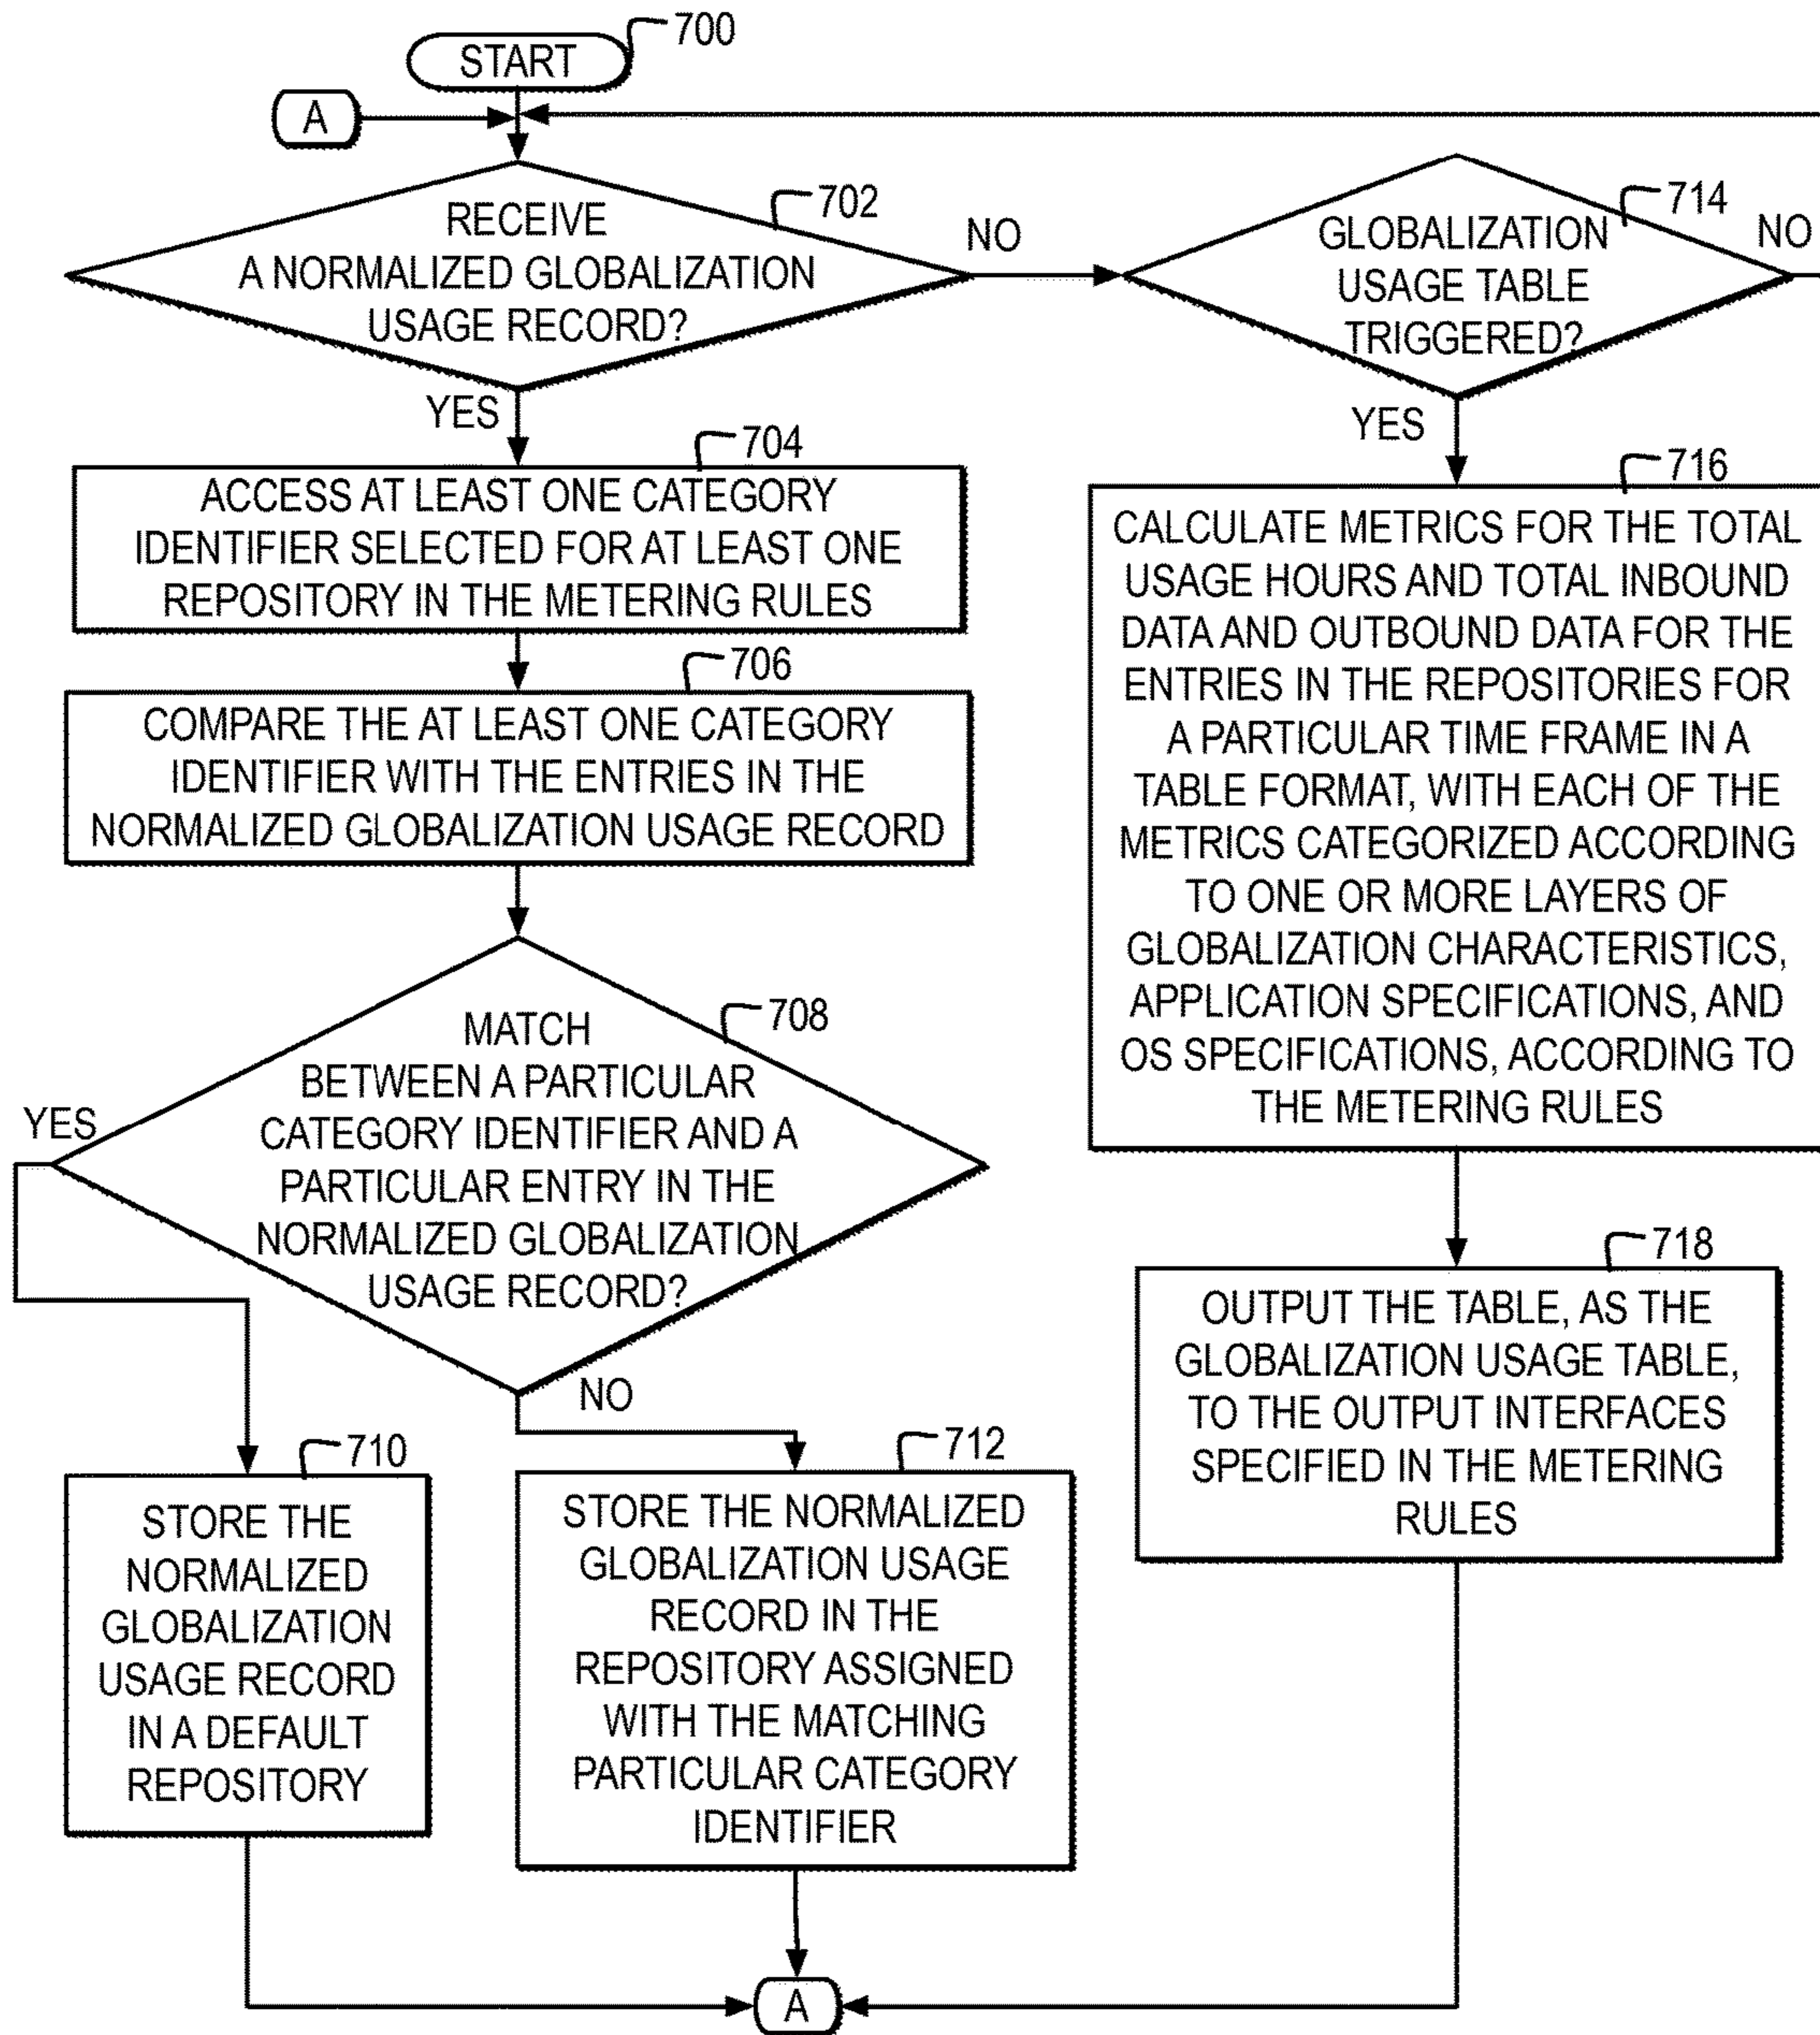 START
700
A
RECEIVE
A NORMALIZED GLOBALIZATION
USAGE RECORD?
702
NO
GLOBALIZATION
USAGE TABLE
TRIGGERED?
714
NO
YES
YES
704
ACCESS AT LEAST ONE CATEGORY
IDENTIFIER SELECTED FOR AT LEAST ONE
REPOSITORY IN THE METERING RULES
706
COMPARE THE AT LEAST ONE CATEGORY
IDENTIFIER WITH THE ENTRIES IN THE
NORMALIZED GLOBALIZATION USAGE RECORD
708
MATCH
BETWEEN A PARTICULAR
CATEGORY IDENTIFIER AND A
PARTICULAR ENTRY IN THE
NORMALIZED GLOBALIZATION
USAGE RECORD?
YES
NO
710
STORE THE
NORMALIZED
GLOBALIZATION
USAGE RECORD
IN A DEFAULT
REPOSITORY
712
STORE THE NORMALIZED
GLOBALIZATION USAGE
RECORD IN THE
REPOSITORY ASSIGNED
WITH THE MATCHING
PARTICULAR CATEGORY
IDENTIFIER
716
CALCULATE METRICS FOR THE TOTAL
USAGE HOURS AND TOTAL INBOUND
DATA AND OUTBOUND DATA FOR THE
ENTRIES IN THE REPOSITORIES FOR
A PARTICULAR TIME FRAME IN A
TABLE FORMAT, WITH EACH OF THE
METRICS CATEGORIZED ACCORDING
TO ONE OR MORE LAYERS OF
GLOBALIZATION CHARACTERISTICS,
APPLICATION SPECIFICATIONS, AND
OS SPECIFICATIONS, ACCORDING TO
THE METERING RULES
718
OUTPUT THE TABLE, AS THE
GLOBALIZATION USAGE TABLE,
TO THE OUTPUT INTERFACES
SPECIFIED IN THE METERING
RULES
A